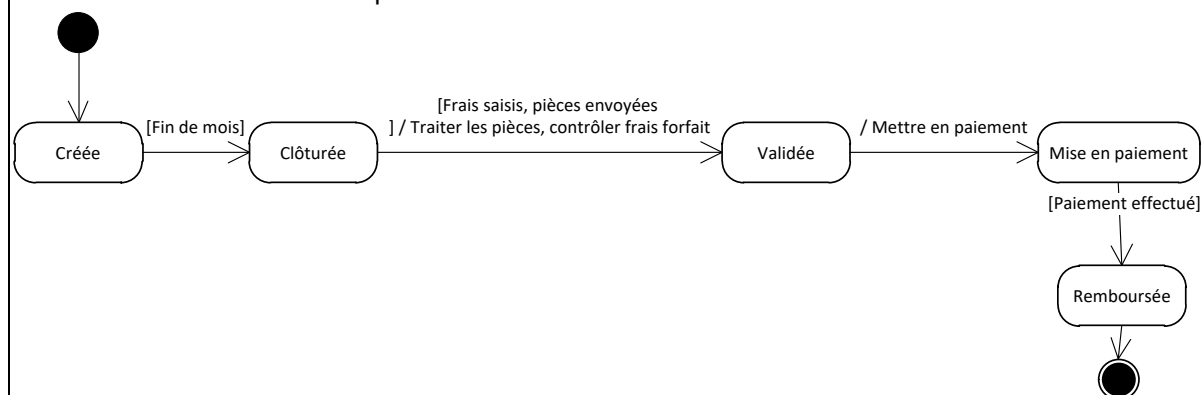 [Frais saisis, pièces envoyées
[Fin de mois]
] / Traiter les pièces, contrôler frais forfait
/ Mettre en paiement
Créée
Clôturée
Validée
Mise en paiement
[Paiement effectué]
Remboursée